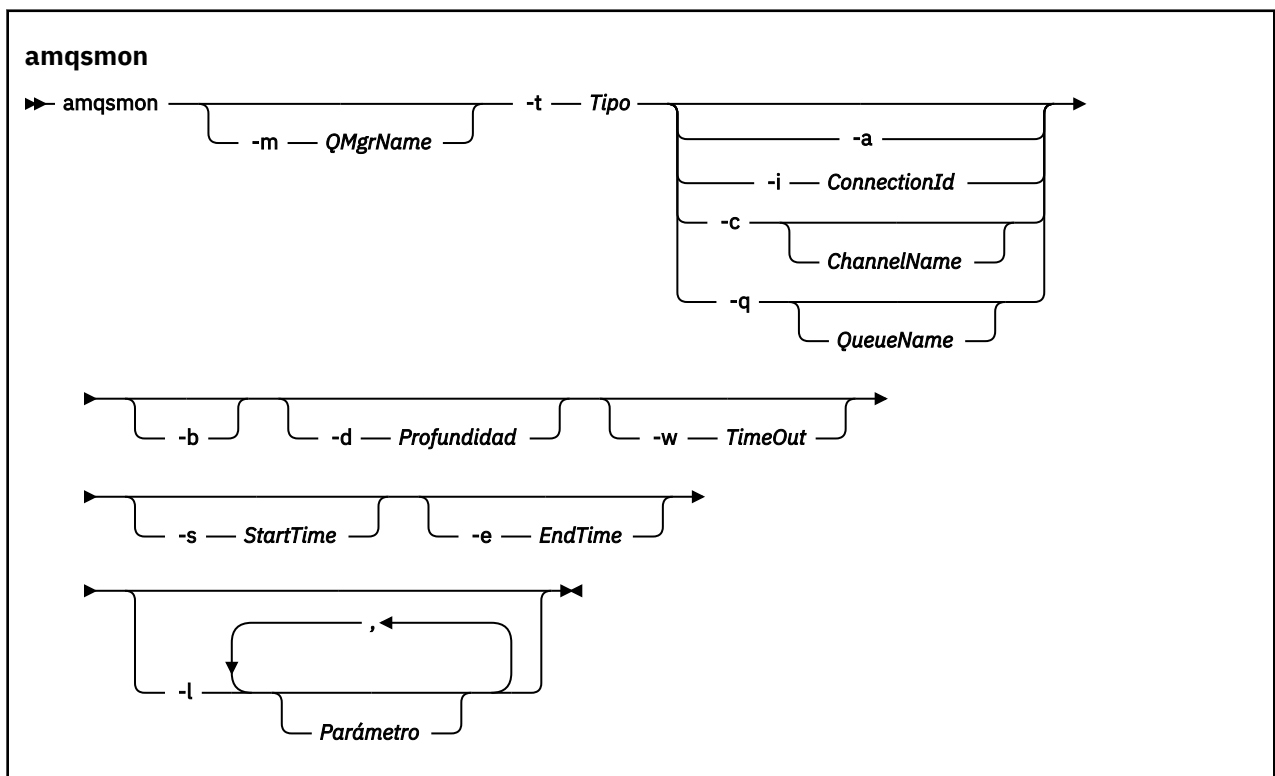 amqsmon
amqsmon -t Tipo
-m QMgrName
-a
-i ConnectionId
-c
ChannelName
-q
QueueName
-b -d Profundidad -w TimeOut
-s StartTime -e EndTime
,
-l
Parámetro